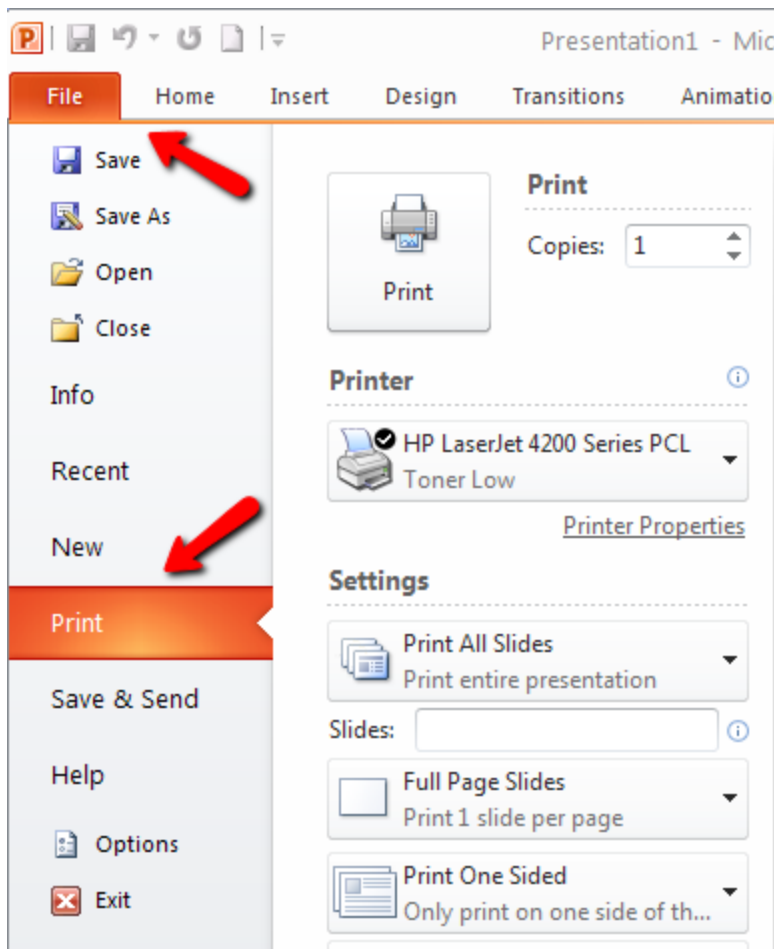 P
Presentation1 - Mic
File Home Insert Design Transitions Animatio
Save
Save As
Open
Close
Info
Recent
New
Print
Save & Send
Help
Options
Exit
Print
Print
Copies: 1
Printer
HP LaserJet 4200 Series PCL
Toner Low
Printer Properties
Settings
Print All Slides
Print entire presentation
Slides:
Full Page Slides
Print 1 slide per page
Print One Sided
Only print on one side of th...